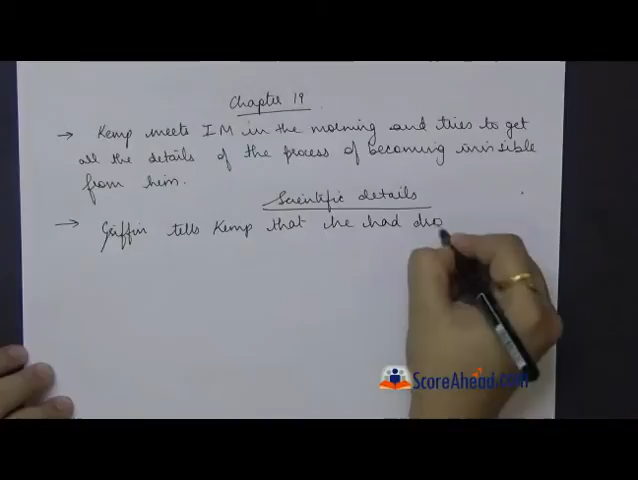 Chapter 19
→ Kemp meets IM in the morning and tries to get
all the details of the process of becoming invisible
from him.
Scientific details
→ Griffin tells Kemp that he had dro
ScoreAhead.com